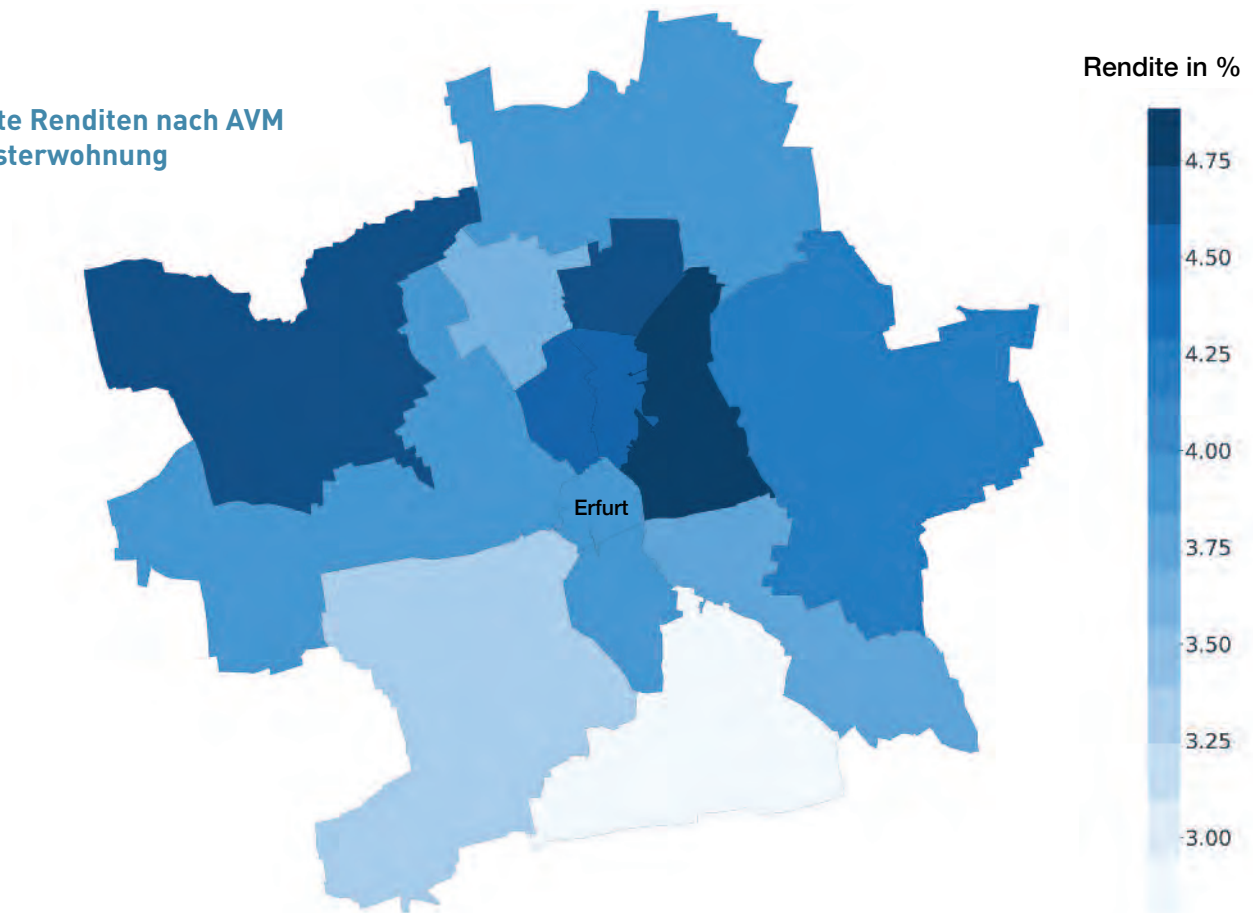 te Renditen nach AVM
sterwohnung
Rendite in %
4.75
4.50
4.25
4.00
3.75
3.50
3.25
3.00
Erfurt